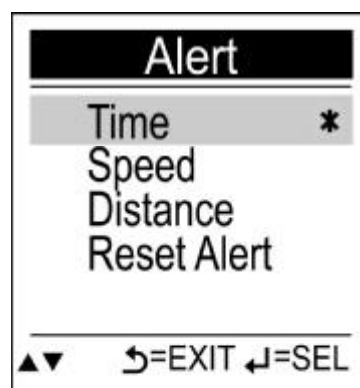 Alert
Time *
Speed
Distance
Reset Alert
▲▼ ⮌=EXIT ↵=SEL